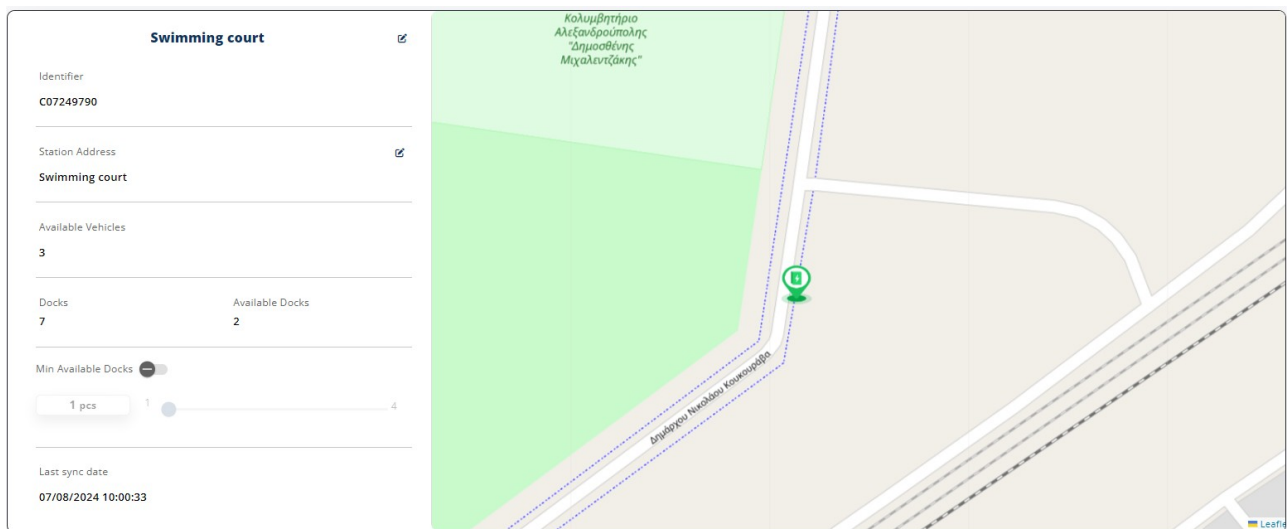 Swimming court
Identifier
C07249790
Station Address
Swimming court
Available Vehicles
3
Docks Available Docks
7 2
Min Available Docks
1 pcs 1 4
Last sync date
07/08/2024 10:00:33
Κολυμβητήριο
Αλεξανδρούπολης
"Δημοσθένης
Μιχαλεντζάκης"
Δημάρχου Νικολάου Κουκουράβα